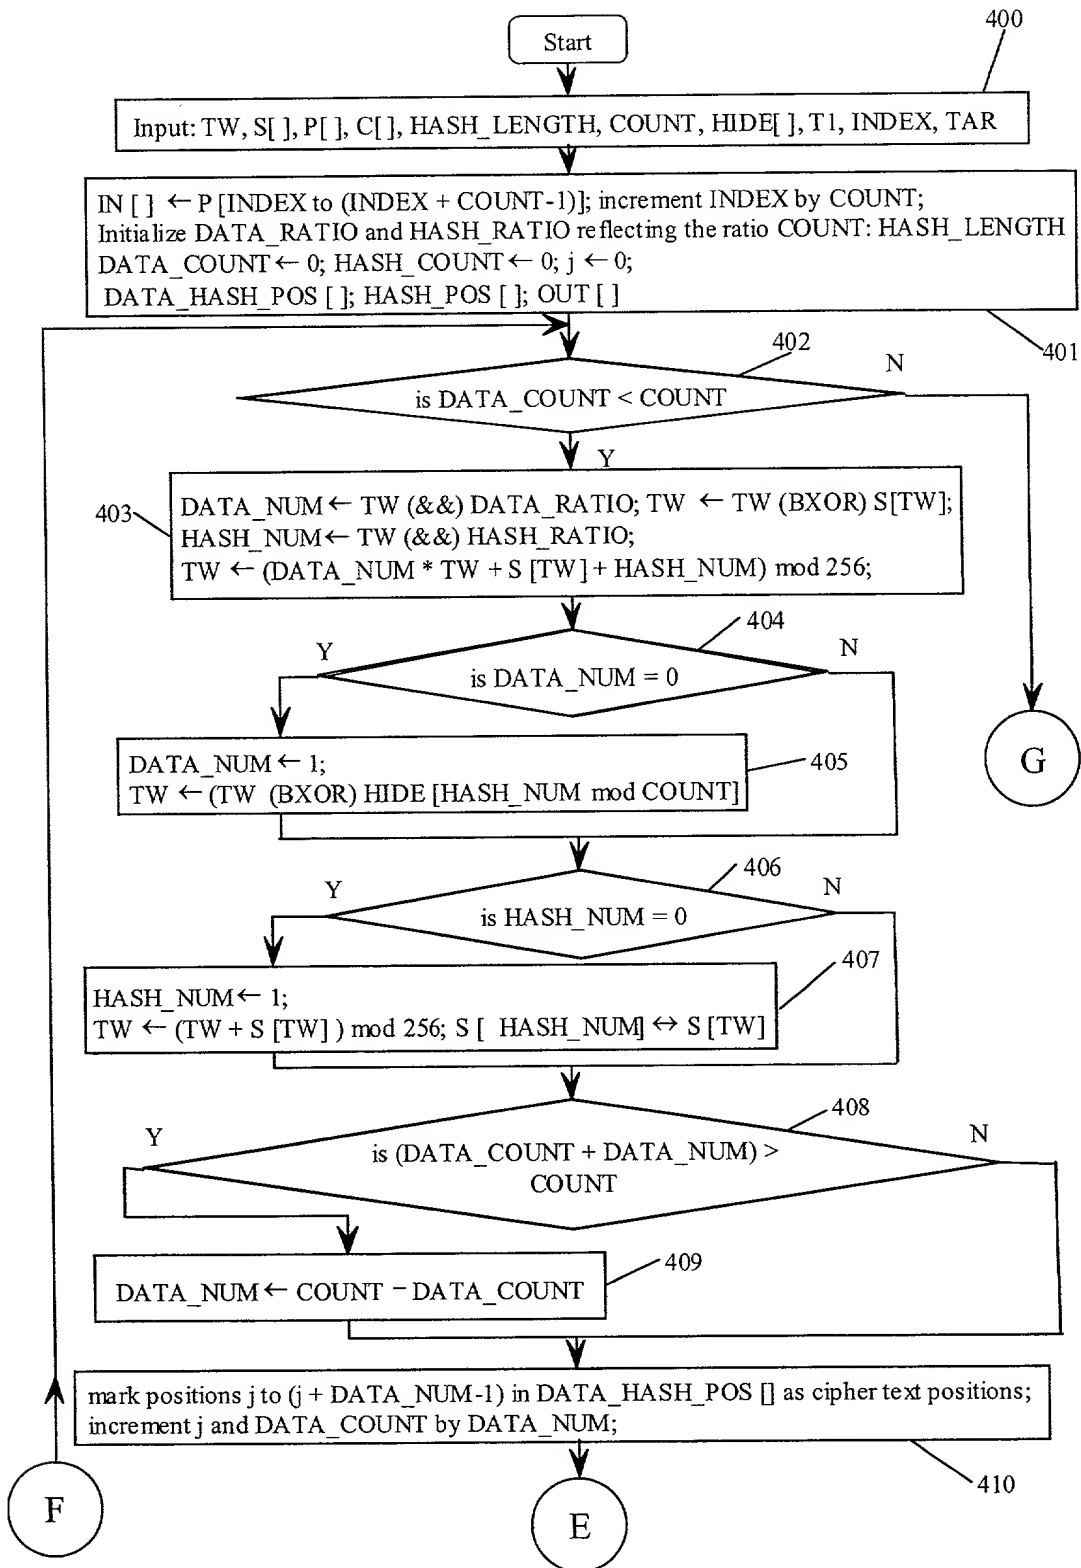 Start
400
Input: TW, S[ ], P[ ], C[], HASH_LENGTH, COUNT, HIDE[ ], T1, INDEX, TAR
IN [ ] ← P [INDEX to (INDEX + COUNT-1)]; increment INDEX by COUNT;
Initialize DATA_RATIO and HASH_RATIO reflecting the ratio COUNT: HASH_LENGTH
DATA_COUNT← 0; HASH_COUNT← 0; j ← 0;
DATA_HASH_POS [ ]; HASH_POS [ ]; OUT [ ]
401
402
N
is DATA_COUNT < COUNT
Y
403
DATA_NUM← TW (&&) DATA_RATIO; TW ← TW (BXOR) S[TW];
HASH_NUM← TW (&&) HASH_RATIO;
TW ← (DATA_NUM * TW + S [TW] + HASH_NUM) mod 256;
404
Y
N
is DATA_NUM = 0
G
DATA_NUM← 1;
TW ← (TW (BXOR) HIDE [HASH_NUM mod COUNT]
405
406
Y
N
is HASH_NUM = 0
407
HASH_NUM← 1;
TW ← (TW + S [TW] ) mod 256; S [ HASH_NUM] ↔ S [TW]
408
Y
N
is (DATA_COUNT + DATA_NUM) >
COUNT
409
DATA_NUM← COUNT - DATA_COUNT
mark positions j to (j + DATA_NUM-1) in DATA_HASH_POS [] as cipher text positions;
increment j and DATA_COUNT by DATA_NUM;
410
F
E